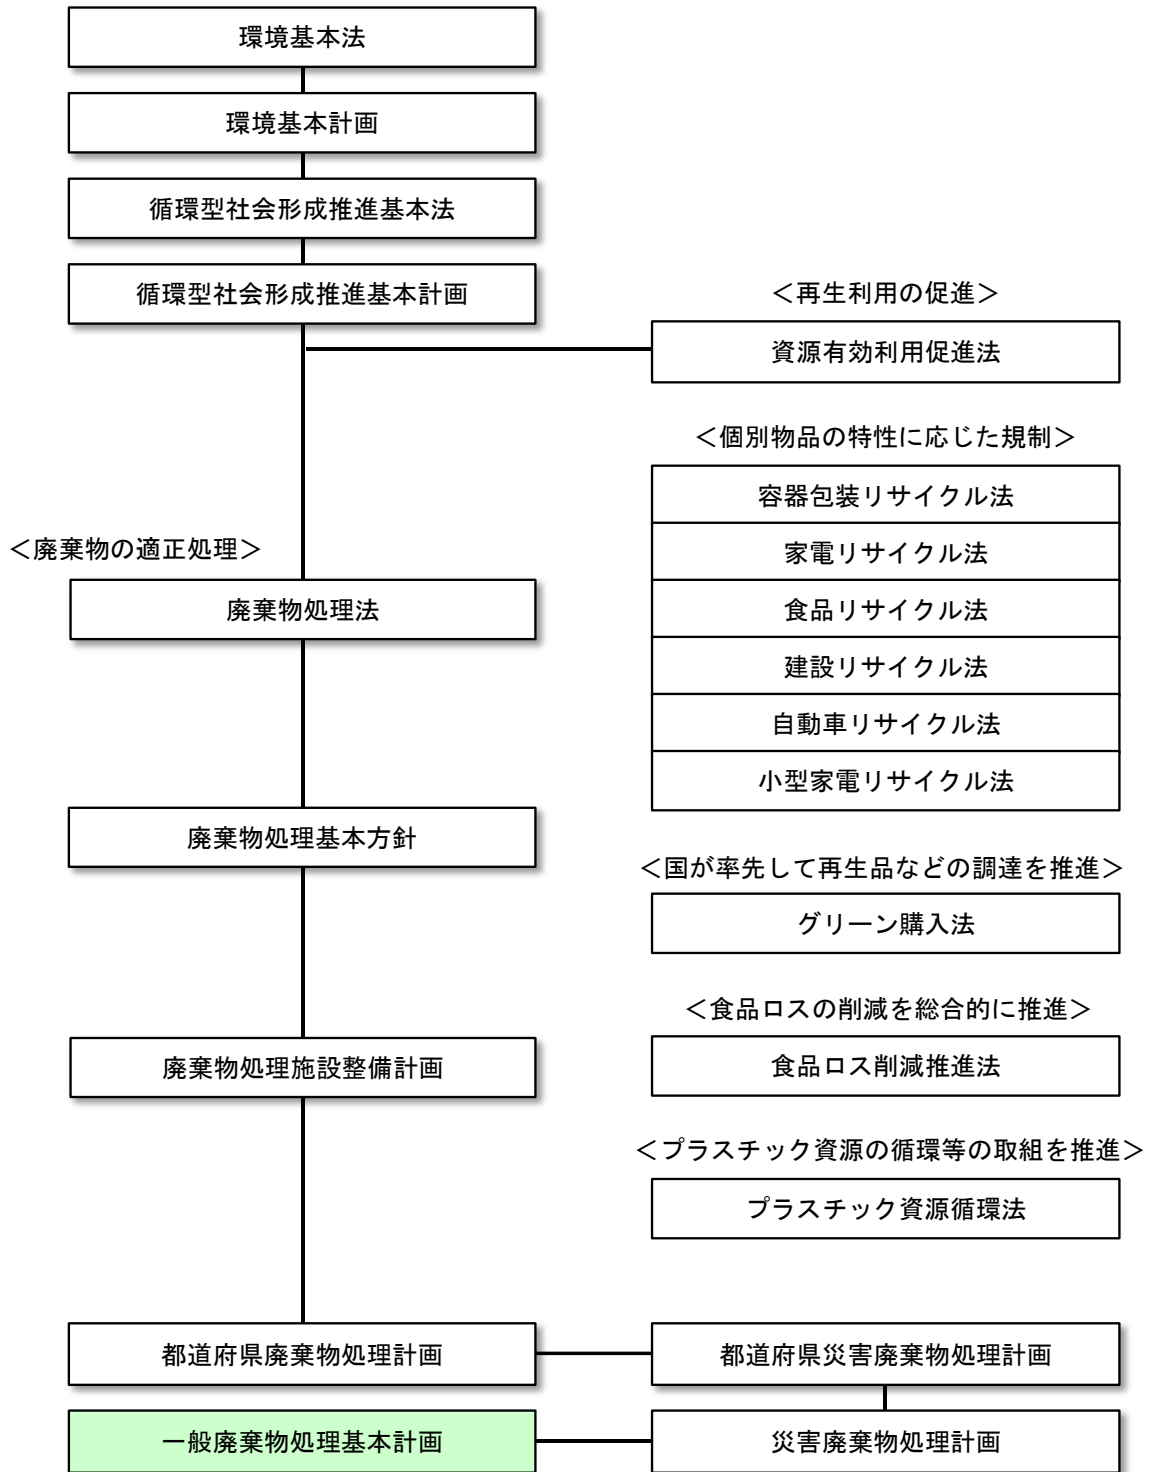 環境基本法
環境基本計画
循環型社会形成推進基本法
循環型社会形成推進基本計画
＜再生利用の促進＞
資源有効利用促進法
＜個別物品の特性に応じた規制＞
容器包装リサイクル法
家電リサイクル法
食品リサイクル法
建設リサイクル法
自動車リサイクル法
小型家電リサイクル法
＜廃棄物の適正処理＞
廃棄物処理法
廃棄物処理基本方針
＜国が率先して再生品などの調達を推進＞
グリーン購入法
＜食品ロスの削減を総合的に推進＞
食品ロス削減推進法
廃棄物処理施設整備計画
＜プラスチック資源の循環等の取組を推進＞
プラスチック資源循環法
都道府県廃棄物処理計画
都道府県災害廃棄物処理計画
一般廃棄物処理基本計画
災害廃棄物処理計画